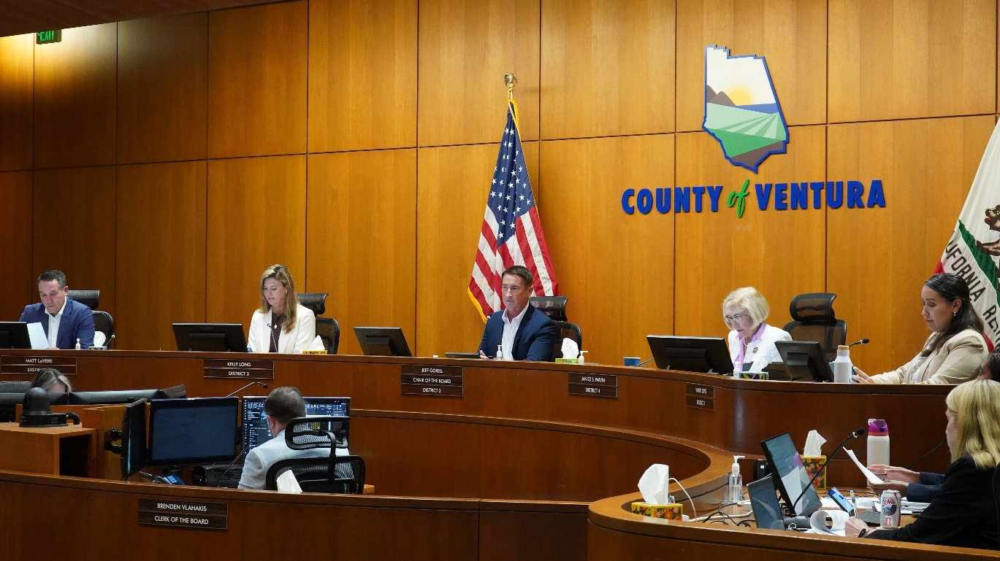 EXIT
COUNTY of VENTURA
MATT LaVERE
KELLY LONG
DISTRICT 3
JEFF GORELL
CHAIR OF THE BOARD
DISTRICT 2
JANICE S. PARVIN
DISTRICT 4
BRENDEN VLAHAKIS
CLERK OF THE BOARD
Coke